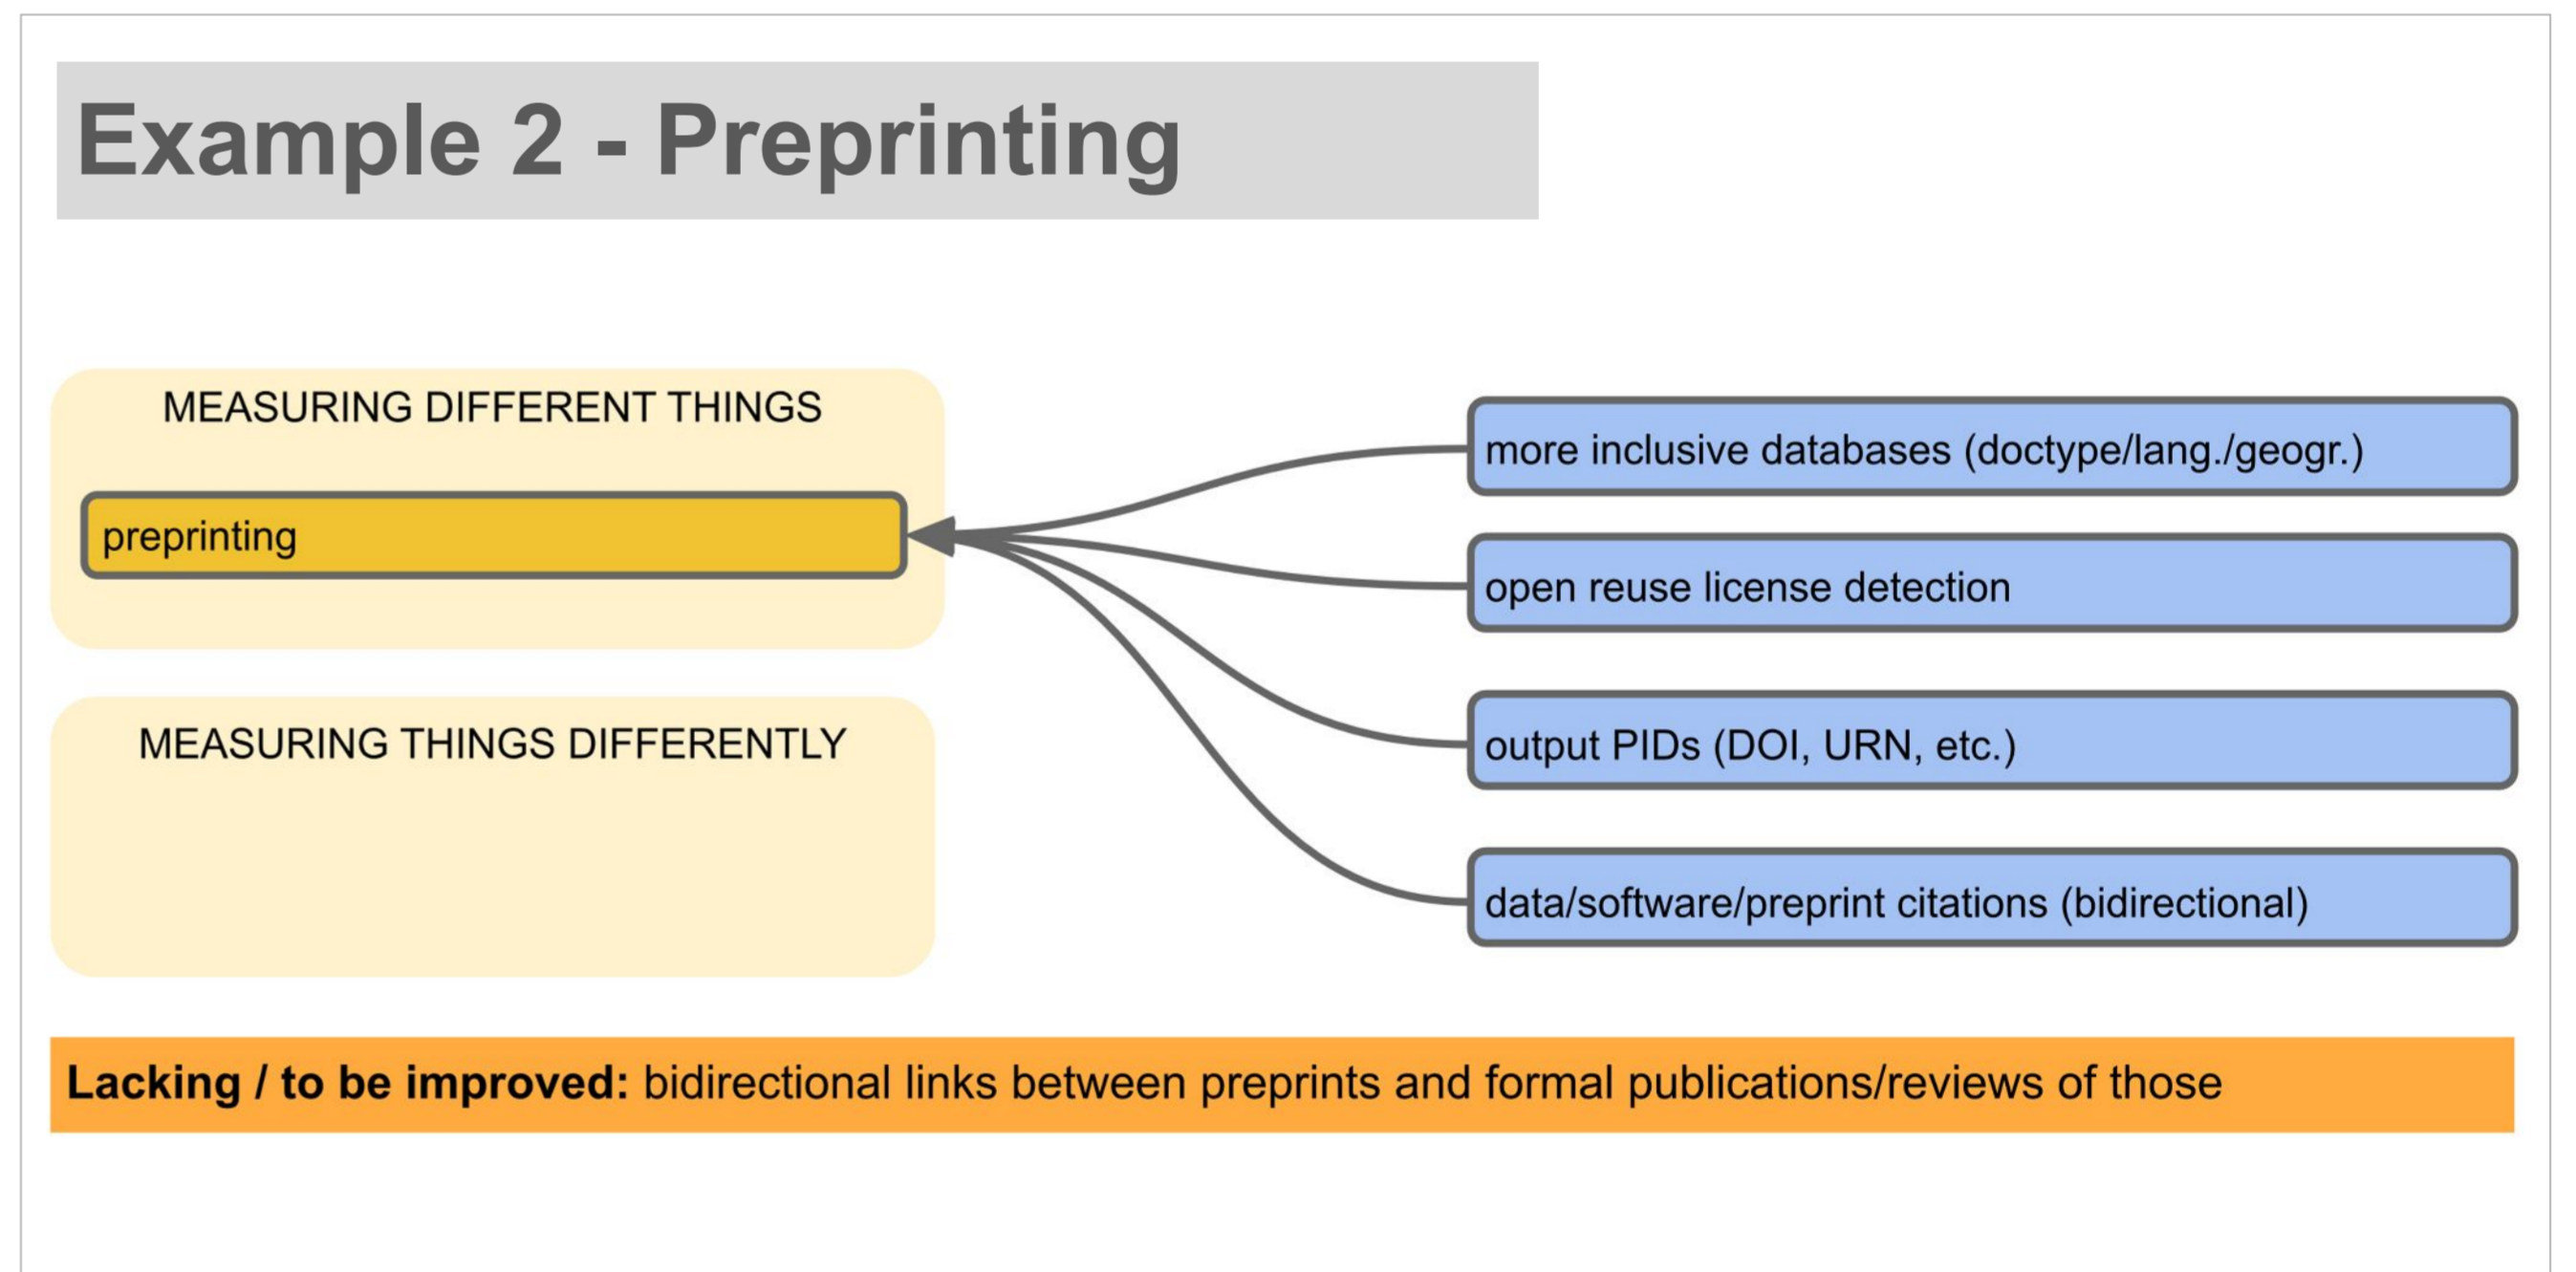 Example 2 - Preprinting
MEASURING DIFFERENT THINGS
preprinting
MEASURING THINGS DIFFERENTLY
more inclusive databases (doctype/lang./geogr.)
open reuse license detection
output PIDs (DOI, URN, etc.)
data/software/preprint citations (bidirectional)
Lacking / to be improved: bidirectional links between preprints and formal publications/reviews of those